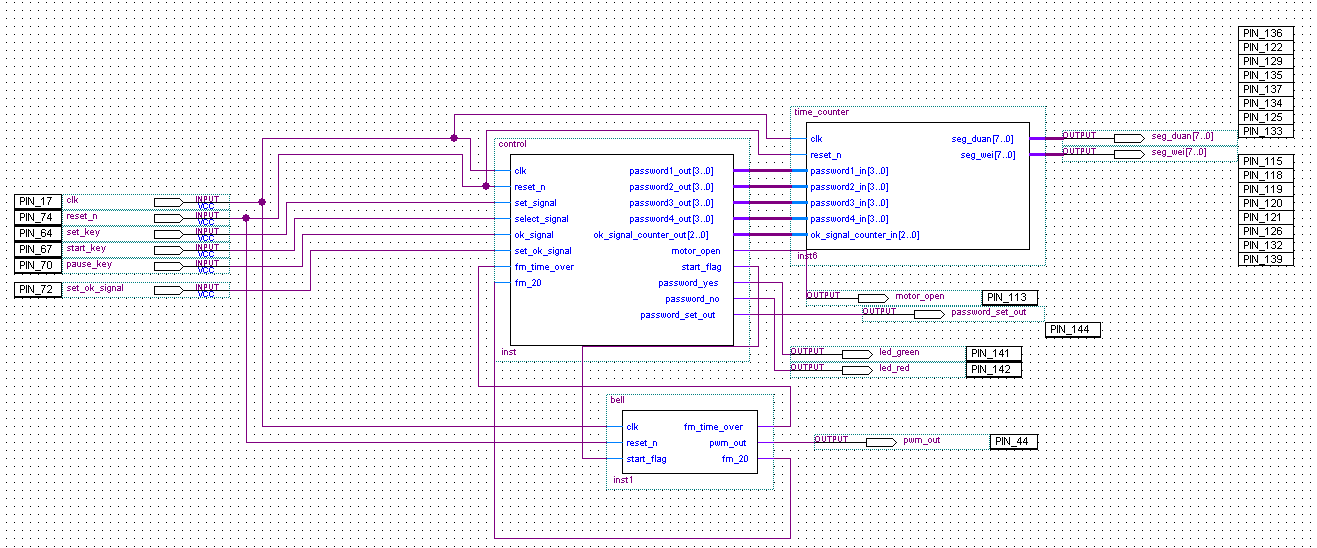 PIN_17 clk INPUT VCC
PIN_74 reset_n INPUT VCC
PIN_64 set_key INPUT VCC
PIN_67 start_key INPUT VCC
PIN_70 pause_key INPUT VCC
PIN_72 set_ok_signal INPUT VCC
control
clk password1_out[3..0]
reset_n password2_out[3..0]
set_signal password3_out[3..0]
select_signal password4_out[3..0]
ok_signal ok_signal_counter_out[2..0]
set_ok_signal motor_open
fm_time_over start_flag
fm_20 password_yes
password_no
password_set_out
inst
time_counter
clk seg_duan[7..0]
reset_n seg_wei[7..0]
password1_in[3..0]
password2_in[3..0]
password3_in[3..0]
password4_in[3..0]
ok_signal_counter_in[2..0]
inst6
OUTPUT seg_duan[7..0]
OUTPUT seg_wei[7..0]
PIN_136
PIN_122
PIN_129
PIN_135
PIN_137
PIN_134
PIN_125
PIN_133
PIN_115
PIN_118
PIN_119
PIN_120
PIN_121
PIN_126
PIN_132
PIN_139
OUTPUT motor_open PIN_113
OUTPUT password_set_out
PIN_144
OUTPUT led_green PIN_141
OUTPUT led_red PIN_142
bell
clk fm_time_over
reset_n pwm_out
start_flag fm_20
inst1
OUTPUT pwm_out PIN_44